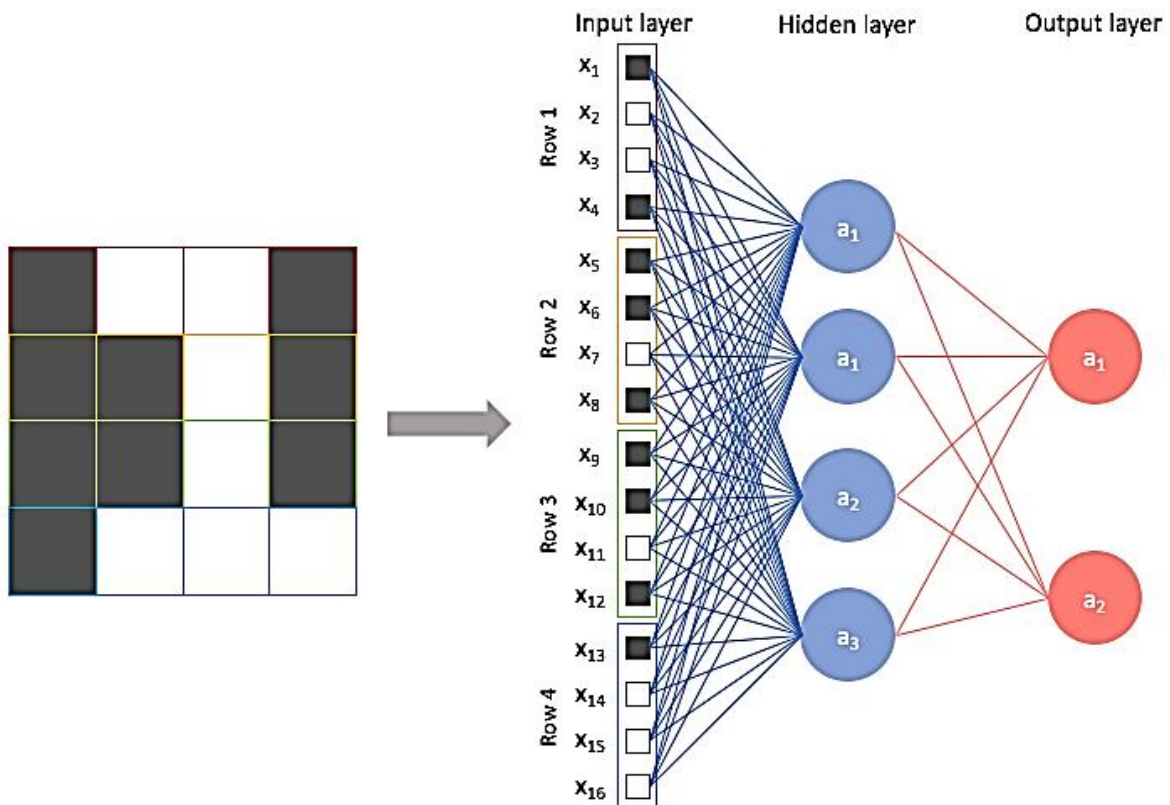 Input layer
Hidden layer
Output layer
Row 1
x₁
x₂
x₃
x₄
Row 2
x₅
x₆
x₇
x₈
Row 3
x₉
x₁₀
x₁₁
x₁₂
Row 4
x₁₃
x₁₄
x₁₅
x₁₆
a₁
a₁
a₂
a₃
a₁
a₂